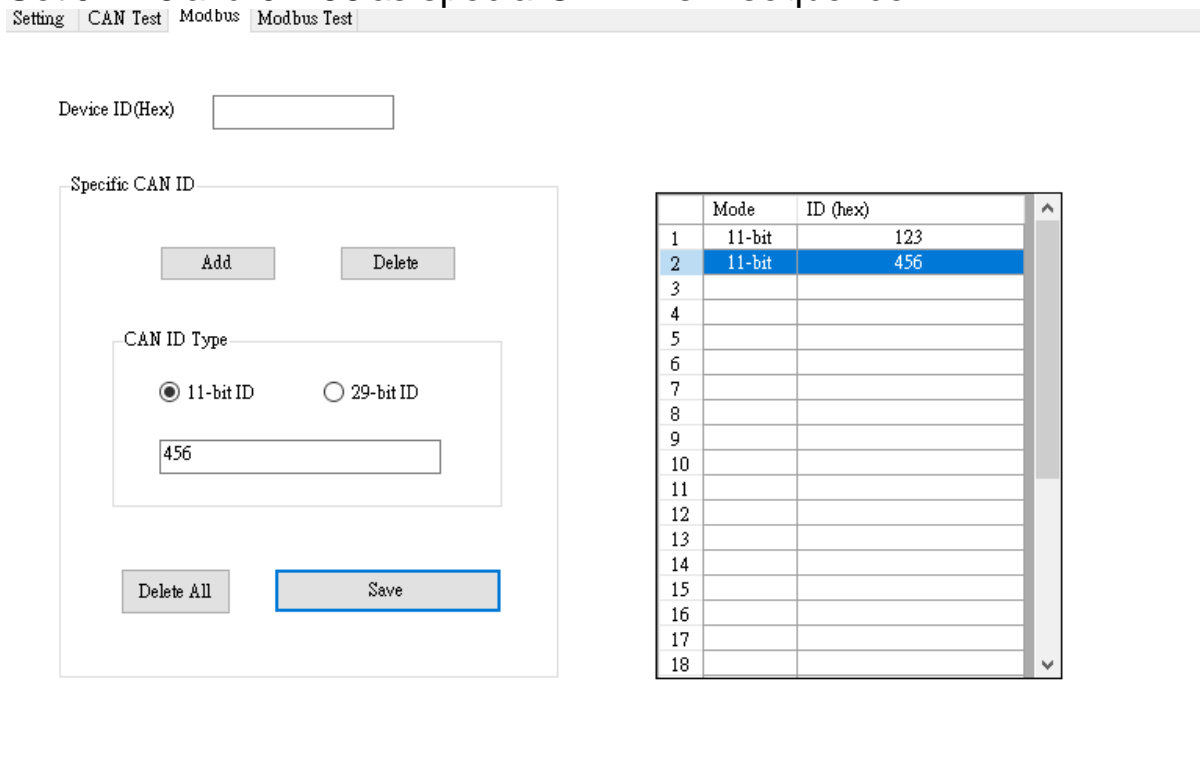 Setting CAN Test Modbus Modbus Test
Device ID(Hex)
Specific CAN ID
Add Delete
CAN ID Type
11-bit ID 29-bit ID
456
Delete All Save
Mode ID (hex)
1 11-bit 123
2 11-bit 456
3
4
5
6
7
8
9
10
11
12
13
14
15
16
17
18